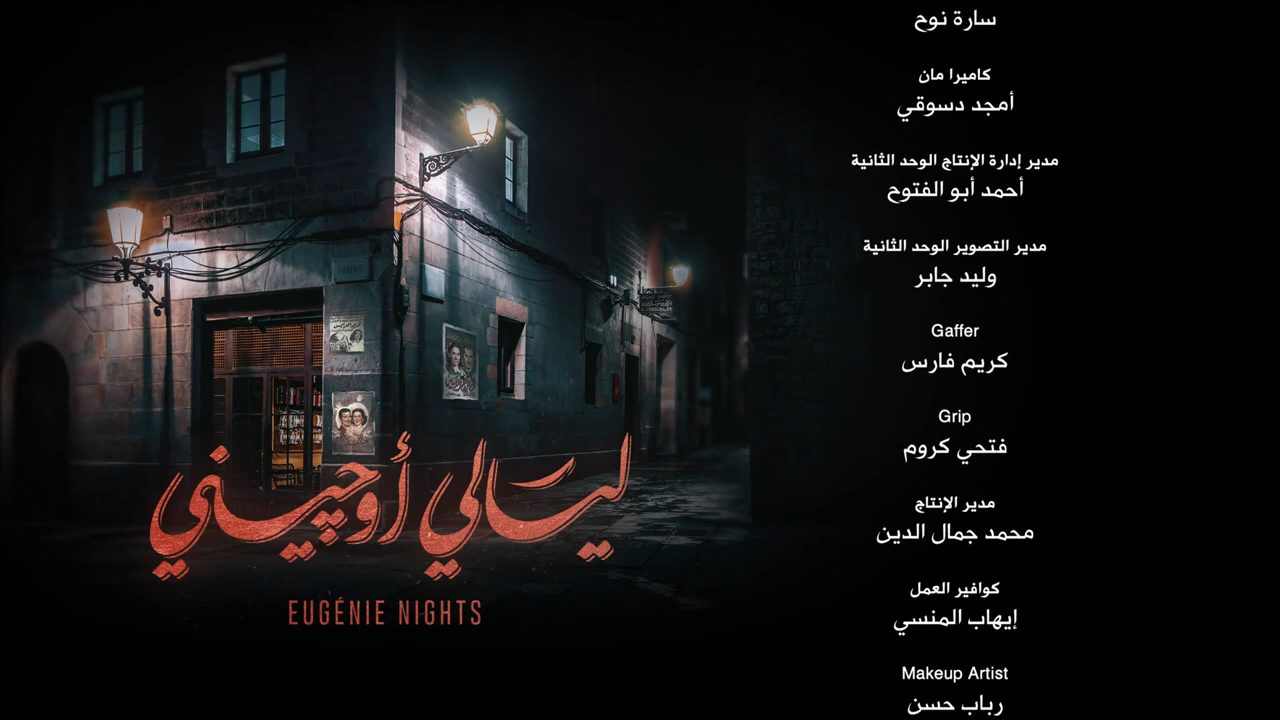 ليالي أوجيني
EUGÉNIE NIGHTS
سارة نوح
كاميرا مان
أمجد دسوقي
مدير إدارة الإنتاج الوحد الثانية
أحمد أبو الفتوح
مدير التصوير الوحد الثانية
وليد جابر
Gaffer
كريم فارس
Grip
فتحي كروم
مدير الإنتاج
محمد جمال الدين
كوافير العمل
إيهاب المنسي
Makeup Artist
رباب حسن